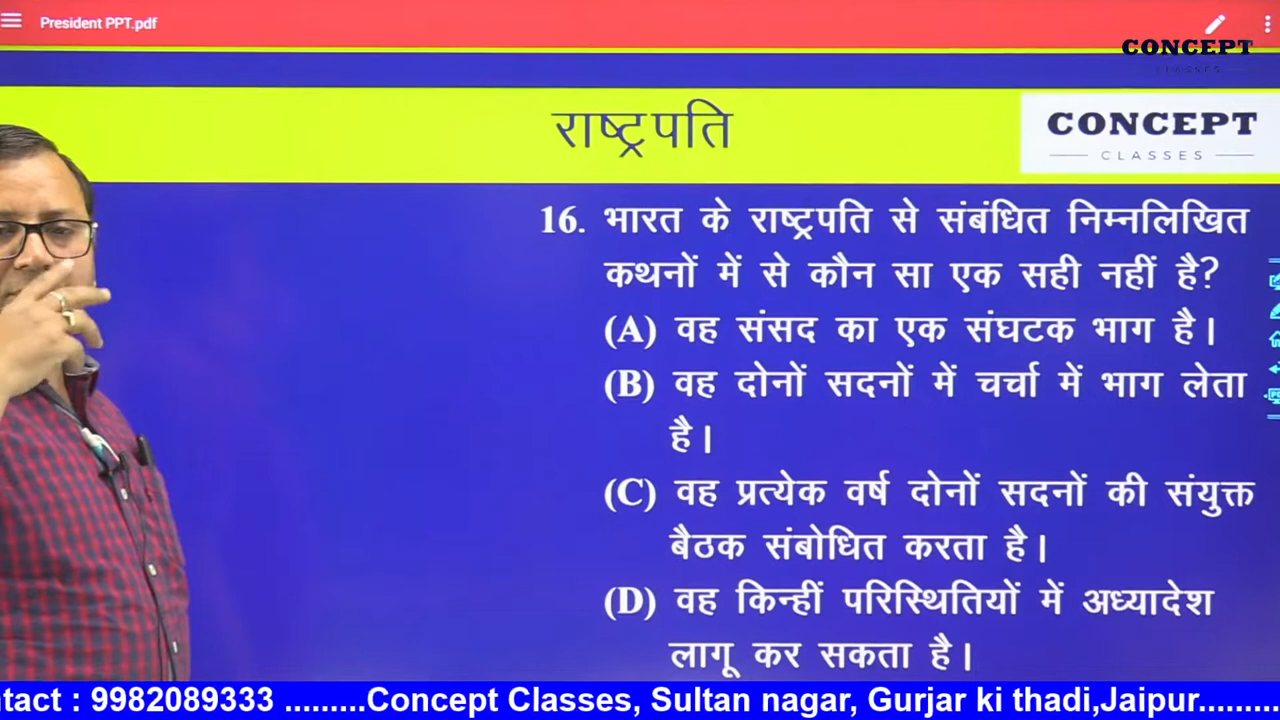 President PPT.pdf
CONCEPT
CLASSES
राष्ट्रपति
CONCEPT
CLASSES
16. भारत के राष्ट्रपति से संबंधित निम्नलिखित
कथनों में से कौन सा एक सही नहीं है?
(A) वह संसद का एक संघटक भाग है।
(B) वह दोनों सदनों में चर्चा में भाग लेता
है।
(C) वह प्रत्येक वर्ष दोनों सदनों की संयुक्त
बैठक संबोधित करता है।
(D) वह किन्हीं परिस्थितियों में अध्यादेश
लागू कर सकता है।
ntact : 9982089333 .........Concept Classes, Sultan nagar, Gurjar ki thadi,Jaipur.........